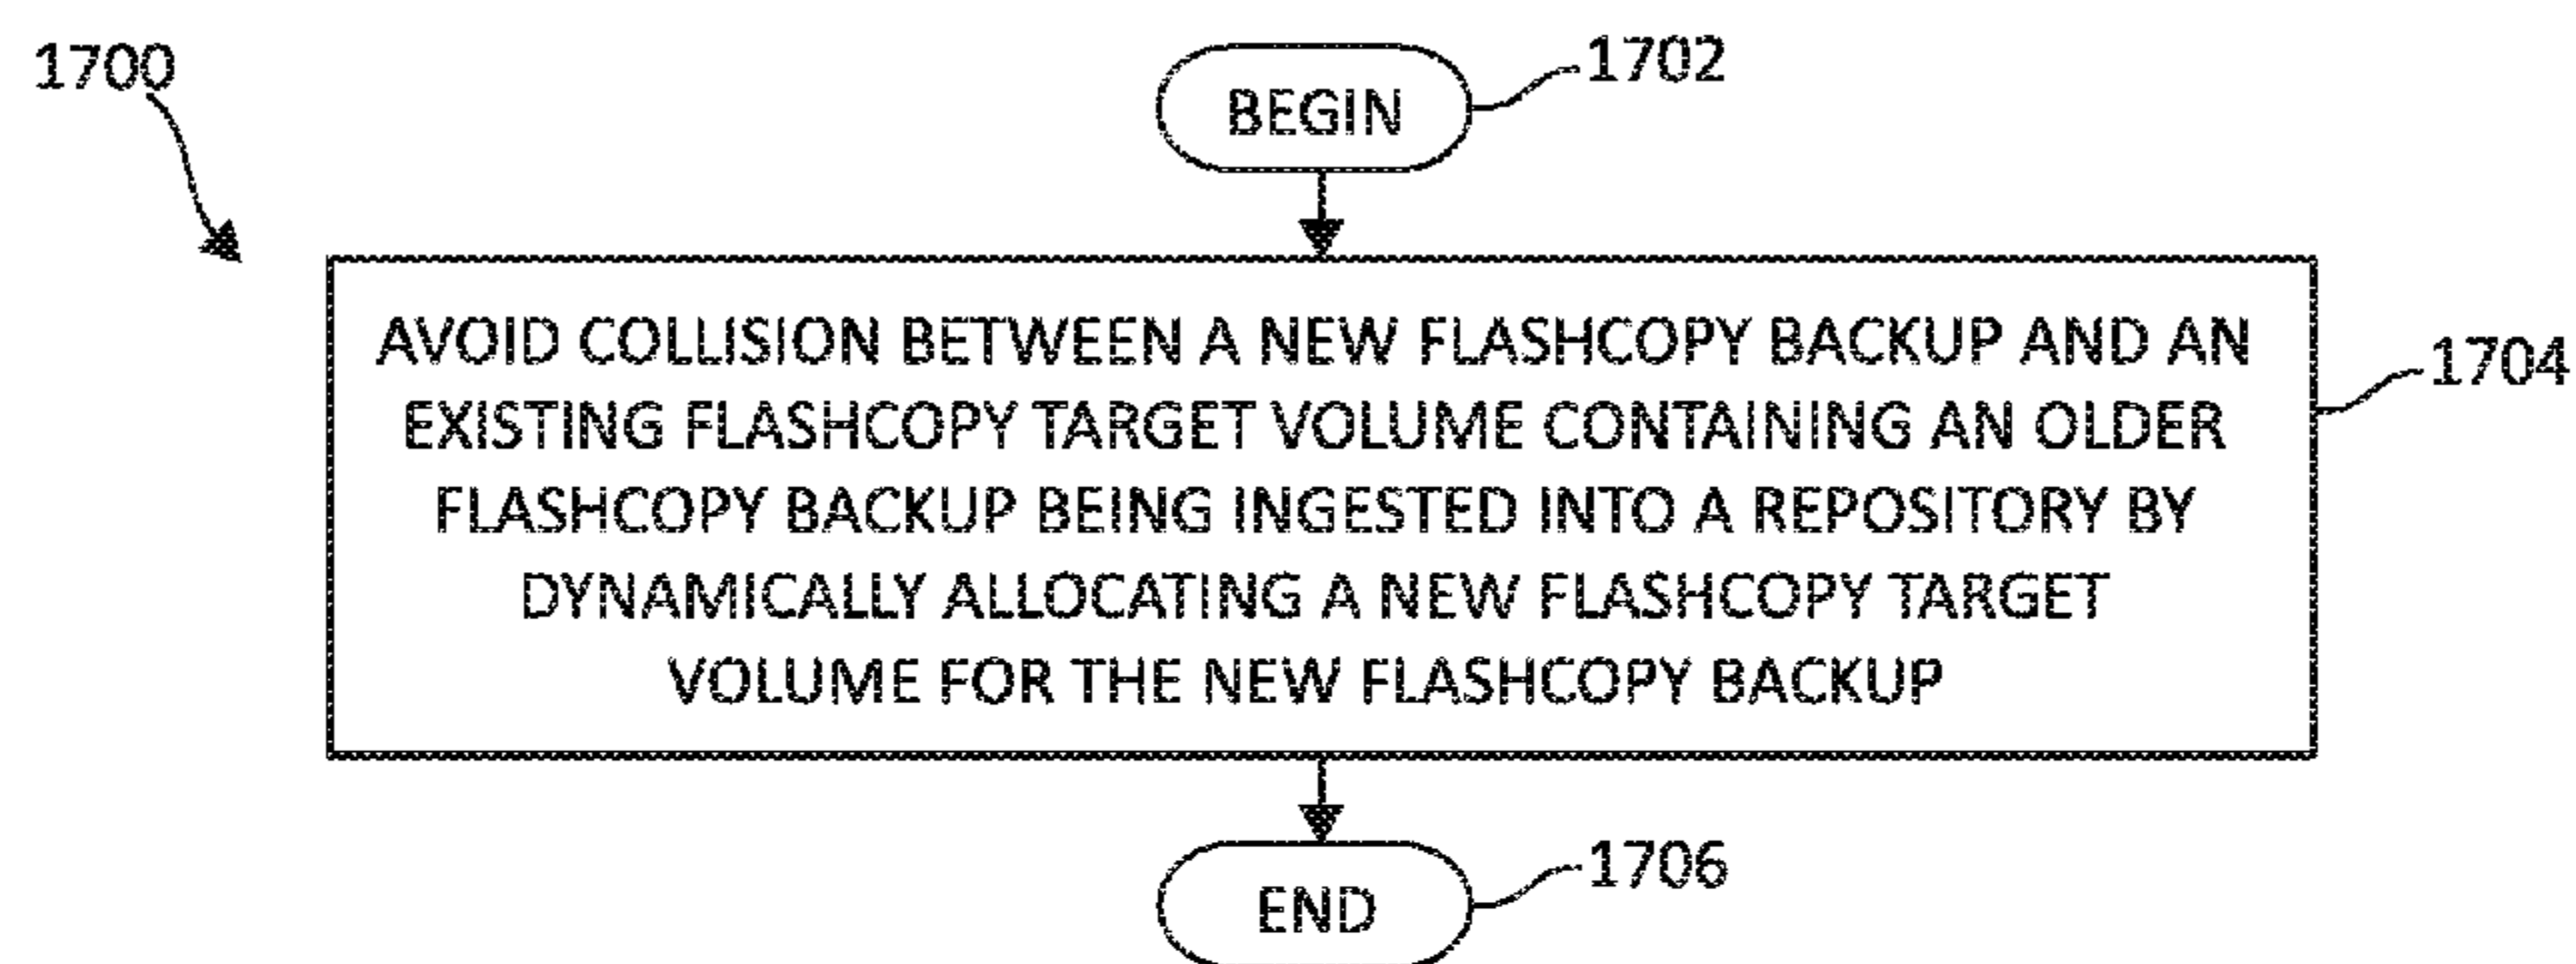 1700
1702
BEGIN
AVOID COLLISION BETWEEN A NEW FLASHCOPY BACKUP AND AN
EXISTING FLASHCOPY TARGET VOLUME CONTAINING AN OLDER
FLASHCOPY BACKUP BEING INGESTED INTO A REPOSITORY BY
DYNAMICALLY ALLOCATING A NEW FLASHCOPY TARGET
VOLUME FOR THE NEW FLASHCOPY BACKUP
1704
1706
END